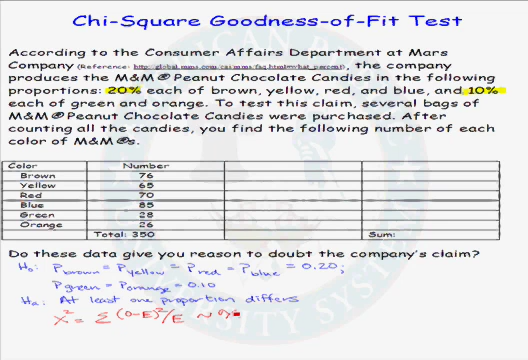 Chi-Square Goodness-of-Fit Test
According to the Consumer Affairs Department at Mars
Company (Reference: http://global.mms.com/us/mms/faq.html#what_percent), the company
produces the M&M® Peanut Chocolate Candies in the following
proportions: 20% each of brown, yellow, red, and blue, and 10%
each of green and orange. To test this claim, several bags of
M&M® Peanut Chocolate Candies were purchased. After
counting all the candies, you find the following number of each
color of M&M®s.
Color Number
Brown 76
Yellow 65
Red 70
Blue 85
Green 28
Orange 26
Total: 350 Sum:
Do these data give you reason to doubt the company's claim?
H₀: Pbrown = Pyellow = Pred = Pblue = 0.20;
Pgreen = Porange = 0.10
Ha: At least one proportion differs
X² = Σ (O-E)²/E ~
UNIVERSITY SYSTEM